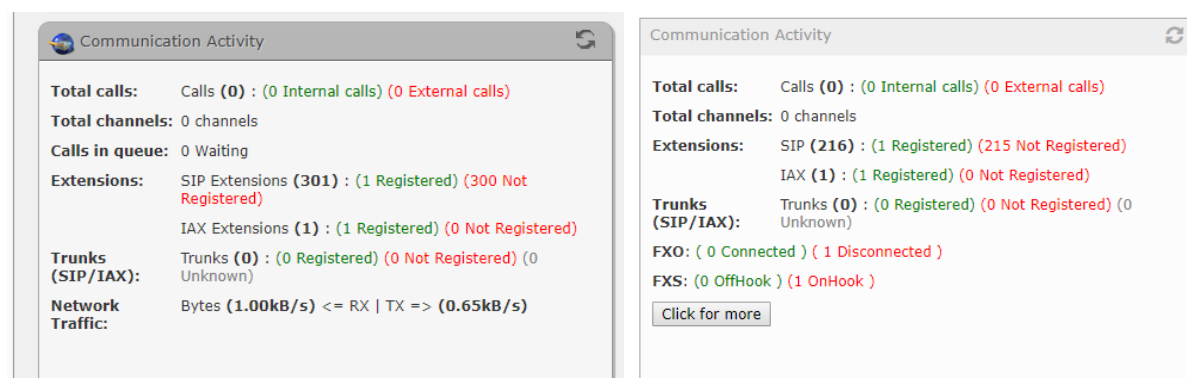 Communication Activity
Total calls: Calls (0) : (0 Internal calls) (0 External calls)
Total channels: 0 channels
Calls in queue: 0 Waiting
Extensions: SIP Extensions (301) : (1 Registered) (300 Not
Registered)
IAX Extensions (1) : (1 Registered) (0 Not Registered)
Trunks Trunks (0) : (0 Registered) (0 Not Registered) (0
(SIP/IAX): Unknown)
Network Bytes (1.00kB/s) <= RX | TX => (0.65kB/s)
Traffic:
Communication Activity
Total calls: Calls (0) : (0 Internal calls) (0 External calls)
Total channels: 0 channels
Extensions: SIP (216) : (1 Registered) (215 Not Registered)
IAX (1) : (1 Registered) (0 Not Registered)
Trunks Trunks (0) : (0 Registered) (0 Not Registered) (0
(SIP/IAX): Unknown)
FXO: ( 0 Connected ) ( 1 Disconnected )
FXS: (0 OffHook ) (1 OnHook )
Click for more